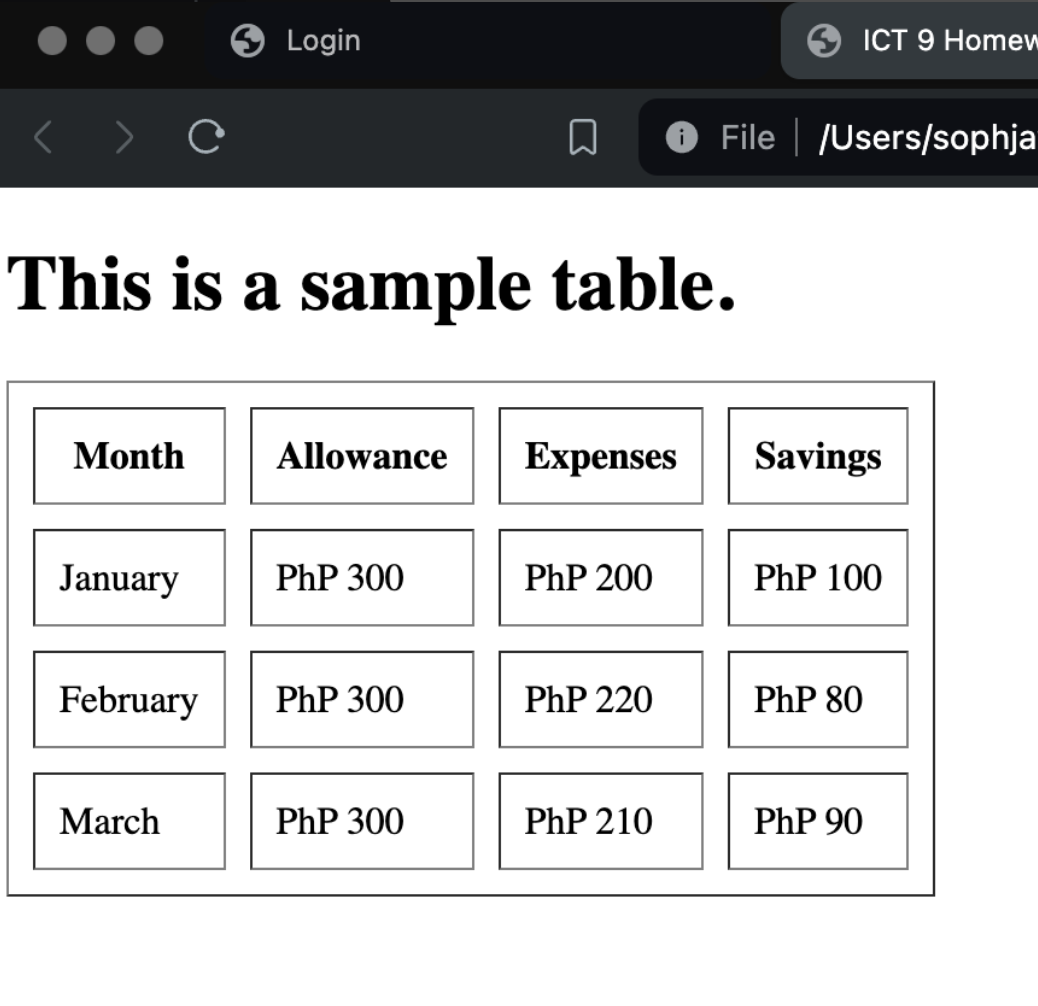 Login
ICT 9 Homew
File | /Users/sophja
This is a sample table.
Month Allowance Expenses Savings
January PhP 300 PhP 200 PhP 100
February PhP 300 PhP 220 PhP 80
March PhP 300 PhP 210 PhP 90